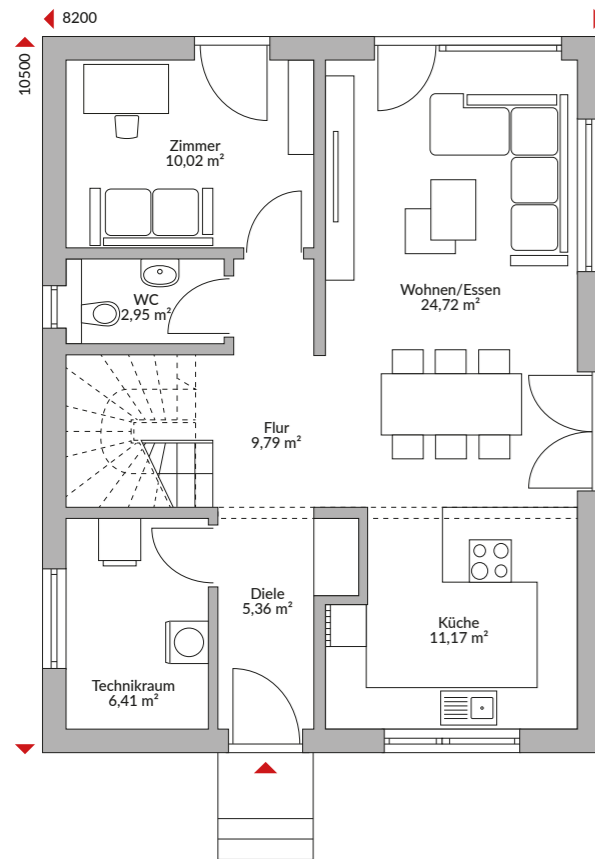 8200
10500
Zimmer
10,02 m²
WC
2,95 m²
Wohnen/Essen
24,72 m²
Flur
9,79 m²
Diele
5,36 m²
Küche
11,17 m²
Technikraum
6,41 m²